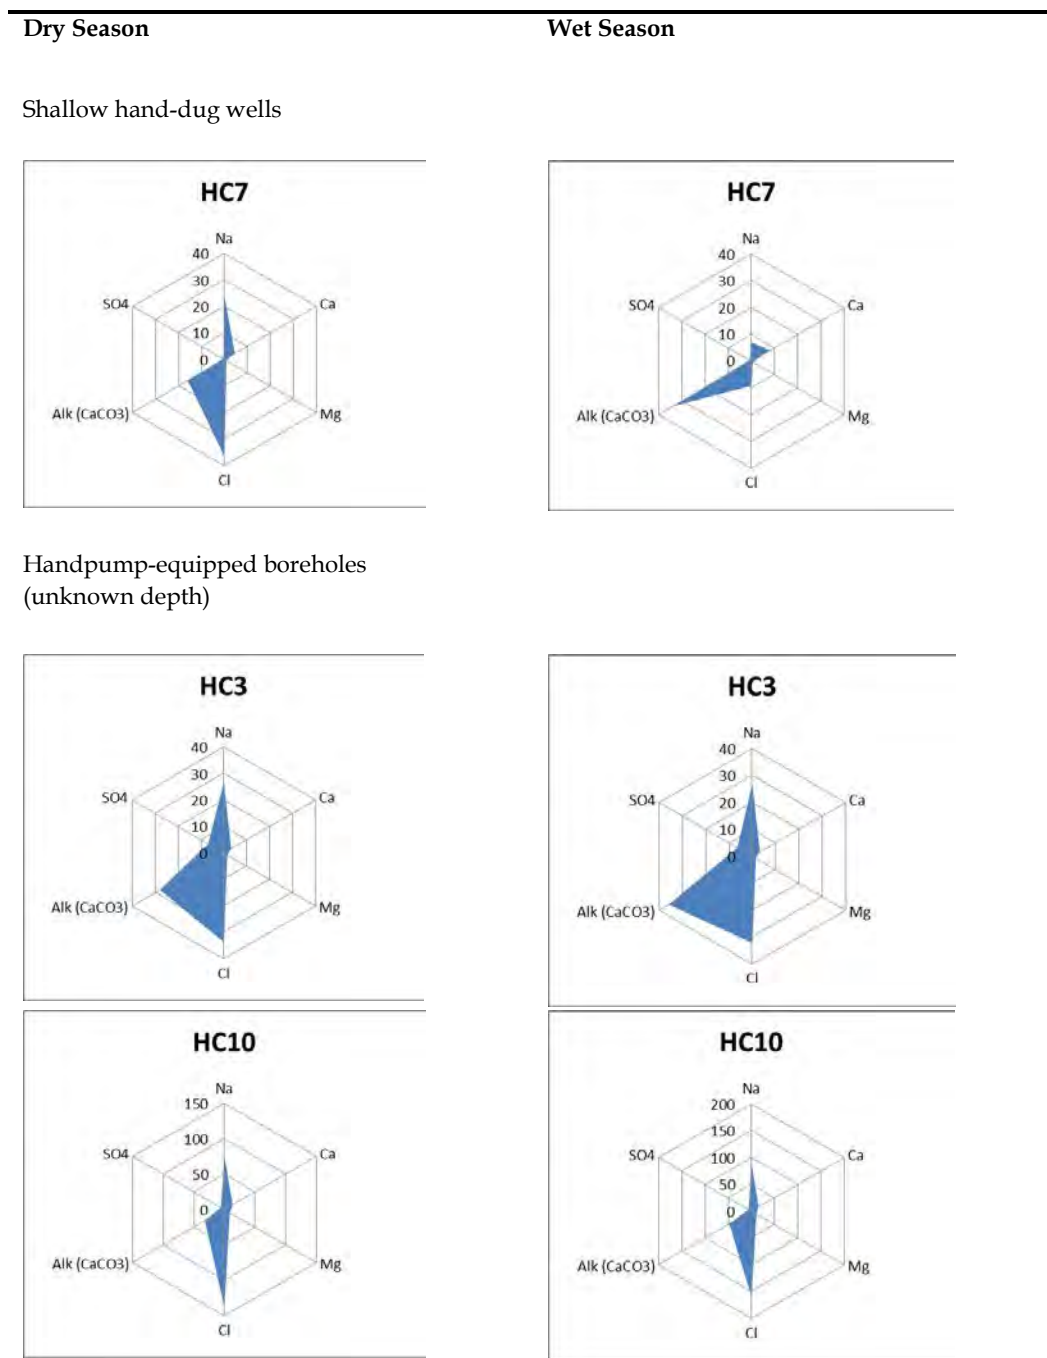 Dry Season
Wet Season
Shallow hand-dug wells
HC7
Na
40
30
20
10
0
SO4
Ca
Alk (CaCO3)
Mg
Cl
HC7
Na
40
30
20
10
0
SO4
Ca
Alk (CaCO3)
Mg
Cl
Handpump-equipped boreholes
(unknown depth)
HC3
Na
40
30
20
10
0
SO4
Ca
Alk (CaCO3)
Mg
Cl
HC3
Na
40
30
20
10
0
SO4
Ca
Alk (CaCO3)
Mg
Cl
HC10
Na
150
100
50
0
SO4
Ca
Alk (CaCO3)
Mg
Cl
HC10
Na
200
150
100
50
0
SO4
Ca
Alk (CaCO3)
Mg
Cl